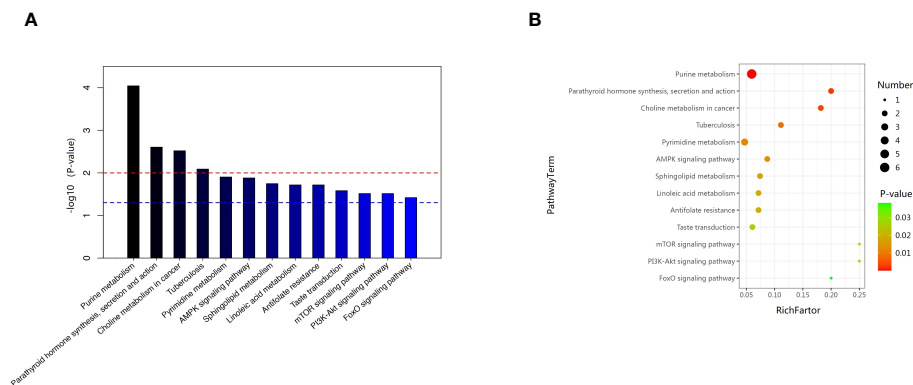 A
-log10 (P-value)
4
3
2
1
0
Purine metabolism
Parathyroid hormone synthesis, secretion and action
Choline metabolism in cancer
Tuberculosis
Pyrimidine metabolism
AMPK signaling pathway
Sphingolipid metabolism
Linoleic acid metabolism
Antifolate resistance
Taste transduction
mTOR signaling pathway
PI3K-Akt signaling pathway
FoxO signaling pathway
B
PathwayTerm
Purine metabolism
Parathyroid hormone synthesis, secretion and action
Choline metabolism in cancer
Tuberculosis
Pyrimidine metabolism
AMPK signaling pathway
Sphingolipid metabolism
Linoleic acid metabolism
Antifolate resistance
Taste transduction
mTOR signaling pathway
PI3K-Akt signaling pathway
FoxO signaling pathway
0.05 0.10 0.15 0.20 0.25
RichFartor
Number
1
2
3
4
5
6
P-value
0.03
0.02
0.01